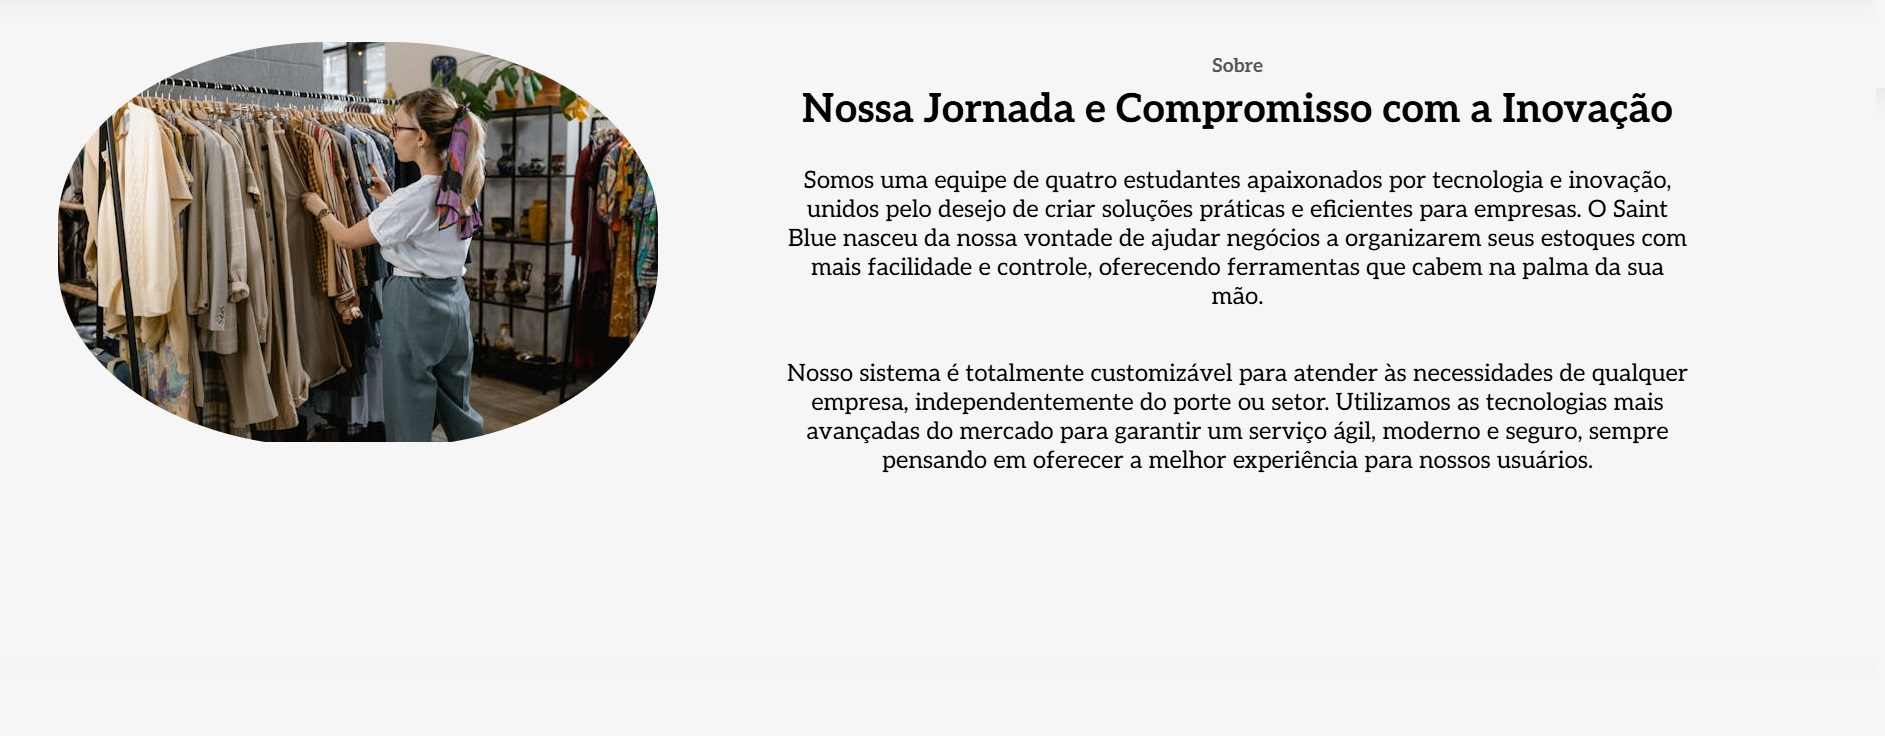 Sobre
Nossa Jornada e Compromisso com a Inovação
Somos uma equipe de quatro estudantes apaixonados por tecnologia e inovação,
unidos pelo desejo de criar soluções práticas e eficientes para empresas. O Saint
Blue nasceu da nossa vontade de ajudar negócios a organizarem seus estoques com
mais facilidade e controle, oferecendo ferramentas que cabem na palma da sua
mão.
Nosso sistema é totalmente customizável para atender às necessidades de qualquer
empresa, independentemente do porte ou setor. Utilizamos as tecnologias mais
avançadas do mercado para garantir um serviço ágil, moderno e seguro, sempre
pensando em oferecer a melhor experiência para nossos usuários.